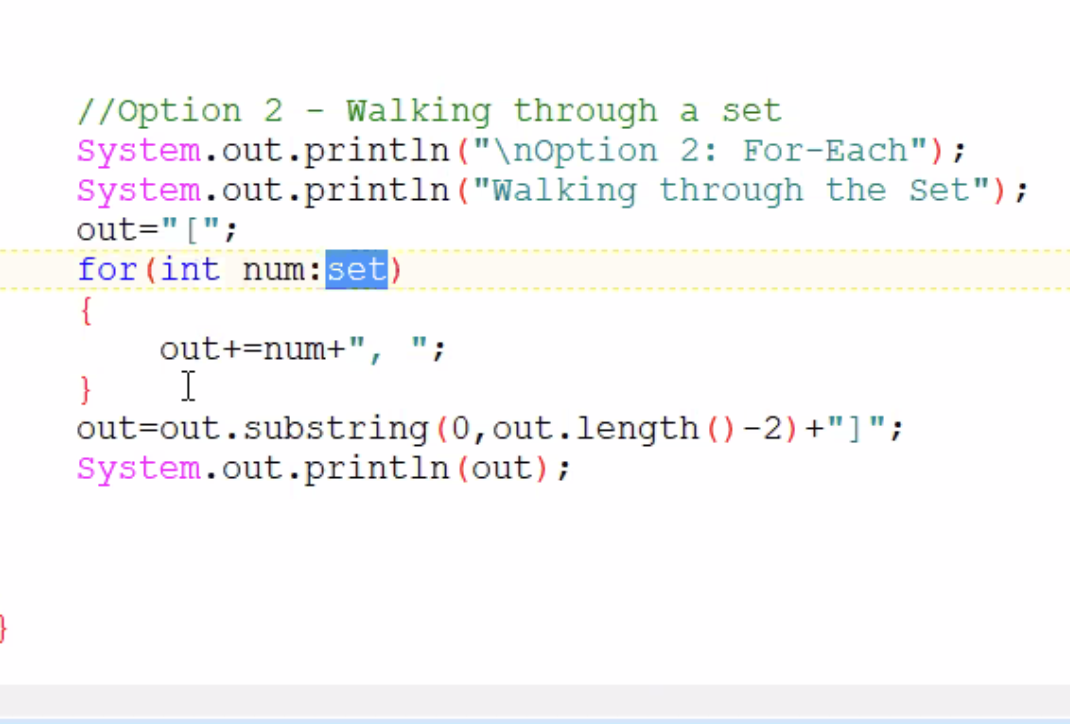 //Option 2 - Walking through a set
System.out.println("\nOption 2: For-Each");
System.out.println("Walking through the Set");
out="[";
for(int num:set)
{
    out+=num+", ";
}
out=out.substring(0,out.length()-2)+"]";
System.out.println(out);
}